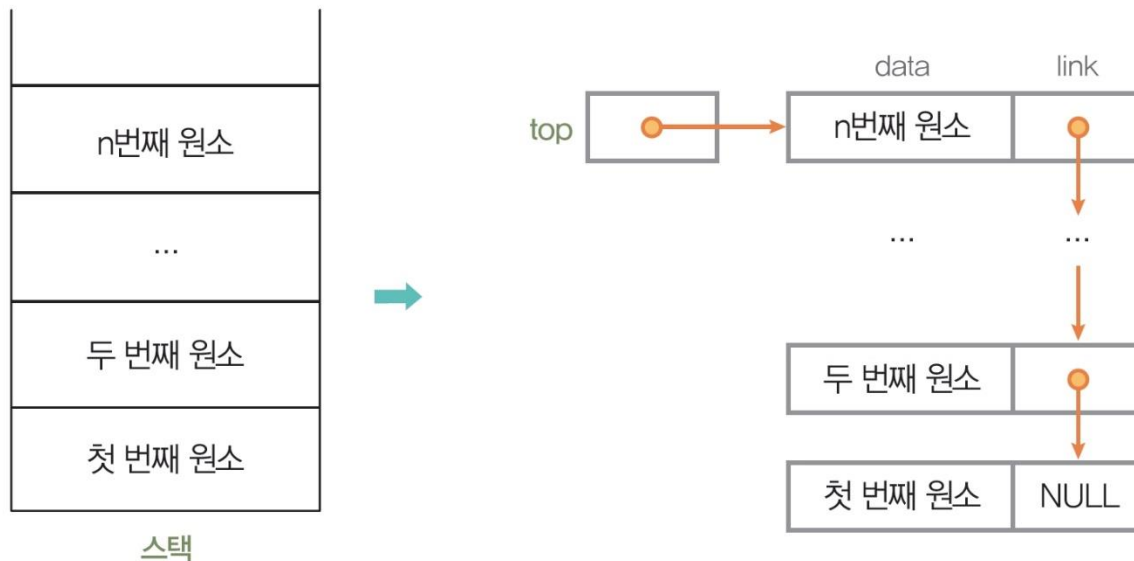 n번째 원소
...
두 번째 원소
첫 번째 원소
스택
data link
top n번째 원소
... ...
두 번째 원소
첫 번째 원소 NULL